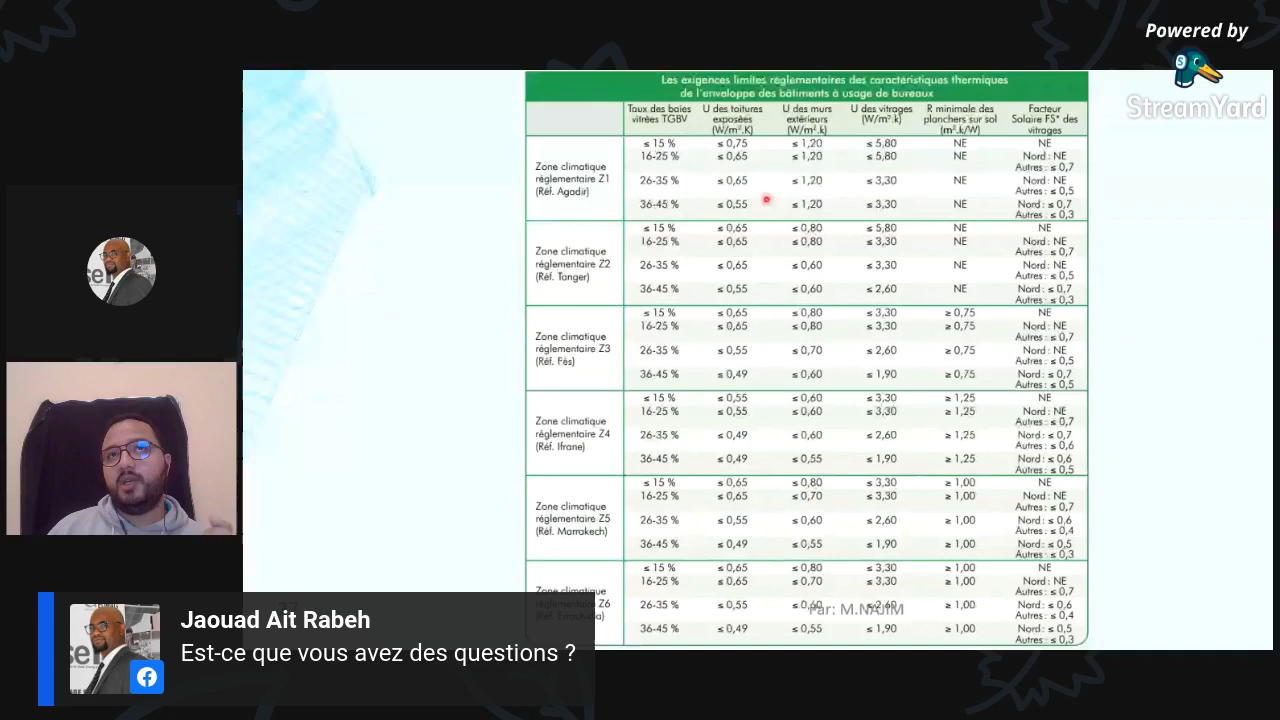 Powered by
StreamYard
Les exigences limites réglementaires des caractéristiques thermiques
de l'enveloppe des bâtiments à usage de bureaux
Taux des baies vitrées TGBV | U des toitures exposées (W/m².K) | U des murs extérieurs (W/m².k) | U des vitrages (W/m².k) | R minimale des planchers sur sol (m².k/W) | Facteur Solaire FS* des vitrages
Zone climatique réglementaire Z1 (Réf. Agadir)
≤ 15 % ≤ 0,75 ≤ 1,20 ≤ 5,80 NE NE
16-25 % ≤ 0,65 ≤ 1,20 ≤ 5,80 NE Nord : NE
Autres : ≤ 0,7
26-35 % ≤ 0,65 ≤ 1,20 ≤ 3,30 NE Nord : NE
Autres : ≤ 0,5
36-45 % ≤ 0,55 ≤ 1,20 ≤ 3,30 NE Nord : ≤ 0,7
Autres : ≤ 0,3
Zone climatique réglementaire Z2 (Réf. Tanger)
≤ 15 % ≤ 0,65 ≤ 0,80 ≤ 5,80 NE NE
16-25 % ≤ 0,65 ≤ 0,80 ≤ 3,30 NE Nord : NE
Autres : ≤ 0,7
26-35 % ≤ 0,65 ≤ 0,60 ≤ 3,30 NE Nord : NE
Autres : ≤ 0,5
36-45 % ≤ 0,55 ≤ 0,60 ≤ 2,60 NE Nord : ≤ 0,7
Autres : ≤ 0,3
Zone climatique réglementaire Z3 (Réf. Fès)
≤ 15 % ≤ 0,65 ≤ 0,80 ≤ 3,30 ≥ 0,75 NE
16-25 % ≤ 0,65 ≤ 0,80 ≤ 3,30 ≥ 0,75 Nord : NE
Autres : ≤ 0,7
26-35 % ≤ 0,55 ≤ 0,70 ≤ 2,60 ≥ 0,75 Nord : NE
Autres : ≤ 0,5
36-45 % ≤ 0,49 ≤ 0,60 ≤ 1,90 ≥ 0,75 Nord : ≤ 0,7
Autres : ≤ 0,5
Zone climatique réglementaire Z4 (Réf. Ifrane)
≤ 15 % ≤ 0,55 ≤ 0,60 ≤ 3,30 ≥ 1,25 NE
16-25 % ≤ 0,55 ≤ 0,60 ≤ 3,30 ≥ 1,25 Nord : NE
Autres : ≤ 0,7
26-35 % ≤ 0,49 ≤ 0,60 ≤ 2,60 ≥ 1,25 Nord : ≤ 0,7
Autres : ≤ 0,6
36-45 % ≤ 0,49 ≤ 0,55 ≤ 1,90 ≥ 1,25 Nord : ≤ 0,6
Autres : ≤ 0,5
Zone climatique réglementaire Z5 (Réf. Marrakech)
≤ 15 % ≤ 0,65 ≤ 0,80 ≤ 3,30 ≥ 1,00 NE
16-25 % ≤ 0,65 ≤ 0,70 ≤ 3,30 ≥ 1,00 Nord : NE
Autres : ≤ 0,7
26-35 % ≤ 0,55 ≤ 0,60 ≤ 2,60 ≥ 1,00 Nord : ≤ 0,6
Autres : ≤ 0,4
36-45 % ≤ 0,49 ≤ 0,55 ≤ 1,90 ≥ 1,00 Nord : ≤ 0,5
Autres : ≤ 0,3
Zone climatique réglementaire Z6 (Réf. Errachidia)
≤ 15 % ≤ 0,65 ≤ 0,80 ≤ 3,30 ≥ 1,00 NE
16-25 % ≤ 0,65 ≤ 0,70 ≤ 3,30 ≥ 1,00 Nord : NE
Autres : ≤ 0,7
26-35 % ≤ 0,55 ≤ 0,60 ≤ 2,60 ≥ 1,00 Nord : ≤ 0,6
Autres : ≤ 0,4
36-45 % ≤ 0,49 ≤ 0,55 ≤ 1,90 ≥ 1,00 Nord : ≤ 0,5
Autres : ≤ 0,3
Par: M.NAJIM
Jaouad Ait Rabeh
Est-ce que vous avez des questions ?